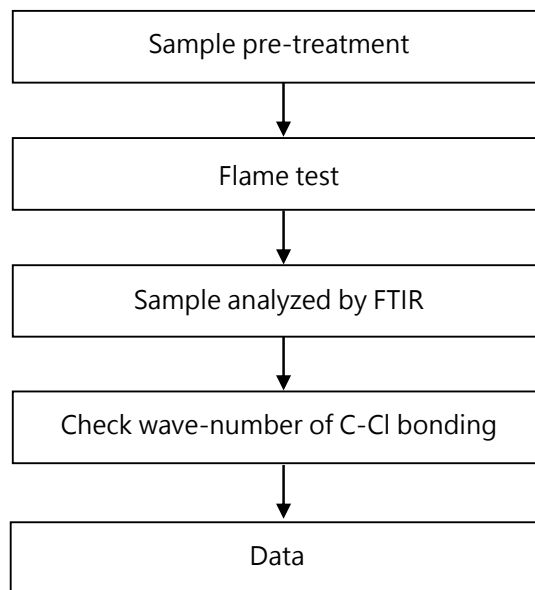 Sample pre-treatment
Flame test
Sample analyzed by FTIR
Check wave-number of C-Cl bonding
Data